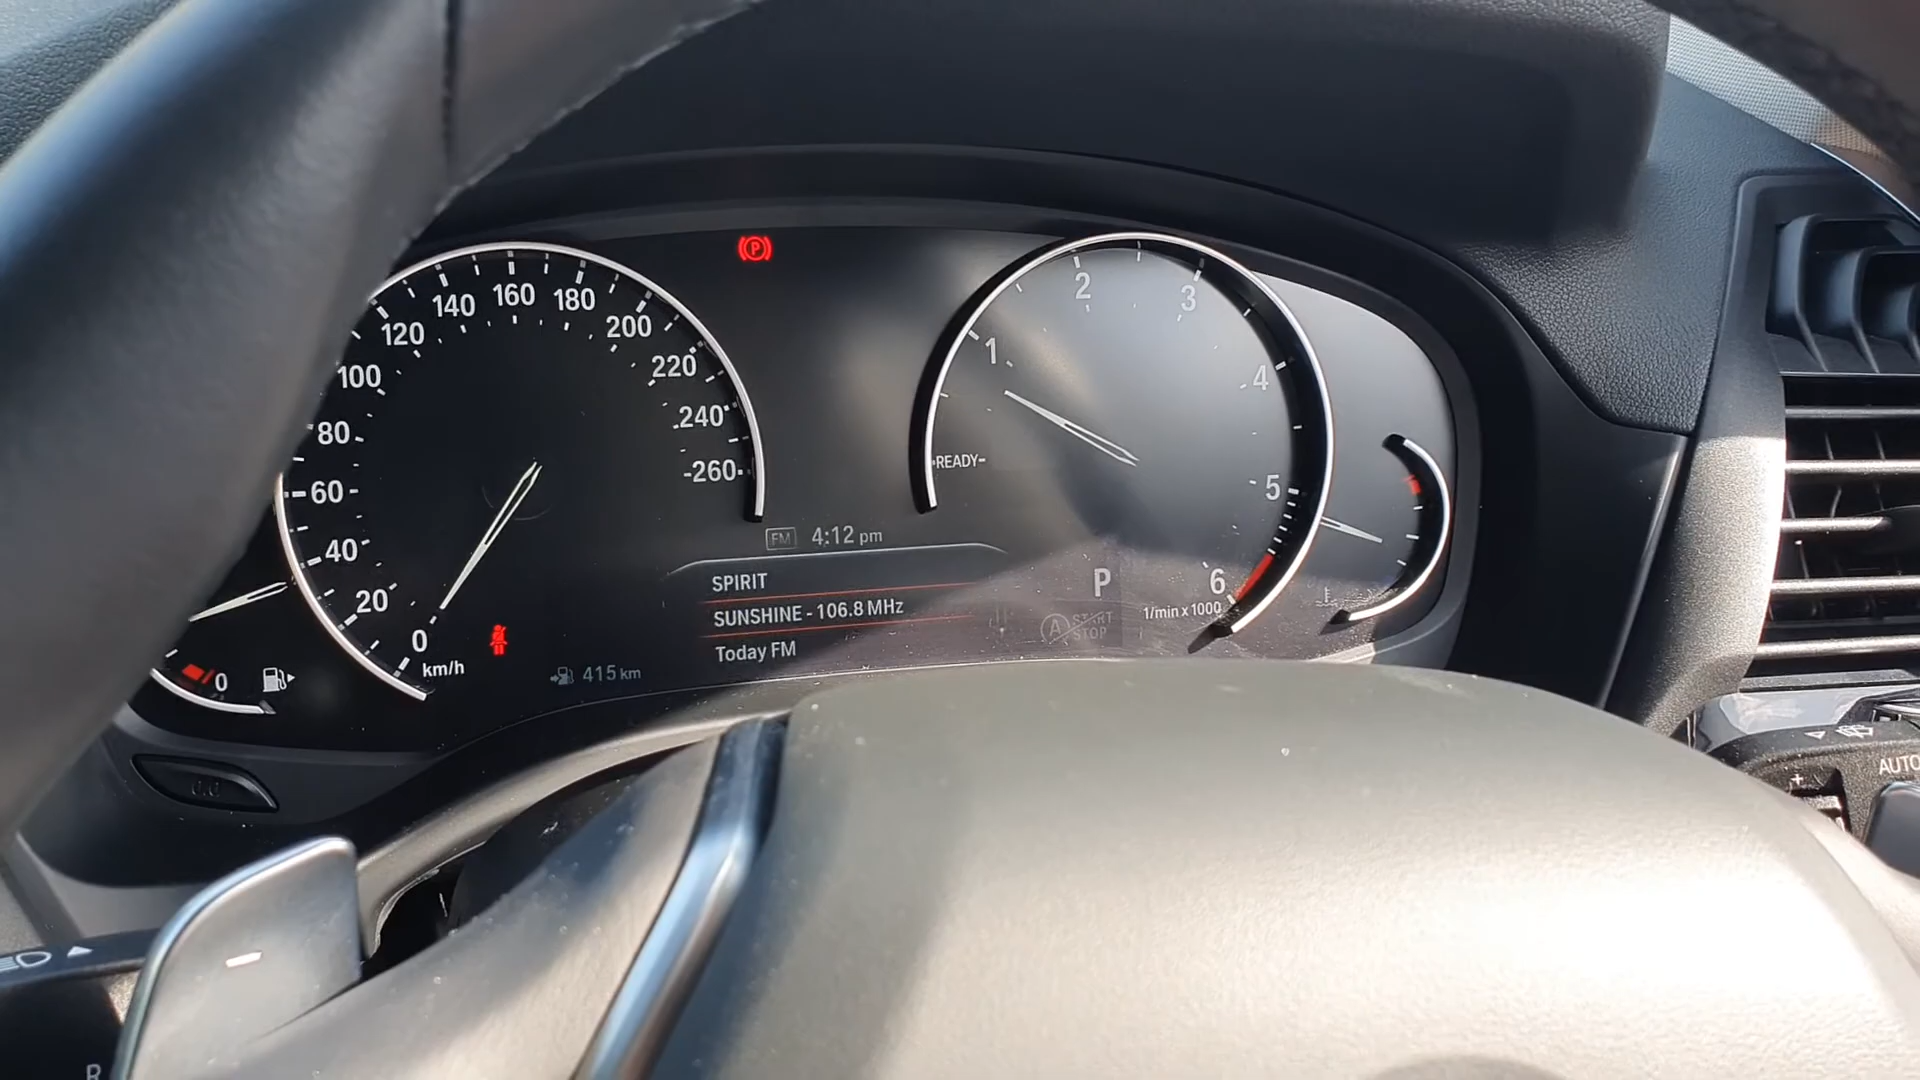 P
20
40
60
80
100
120
140
160
180
200
220
240
260
0
km/h
0
415 km
FM 4:12 pm
SPIRIT
SUNSHINE - 106.8 MHz
Today FM
READY
1
2
3
4
5
6
1/min x 1000
P
A START
STOP
AUTO
+
-
R